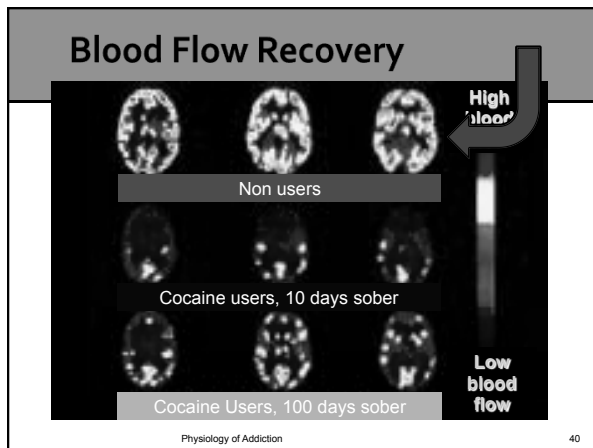 Blood Flow Recovery
High
blood
Non users
Cocaine users, 10 days sober
Cocaine Users, 100 days sober
Low
blood
flow
Physiology of Addiction
40